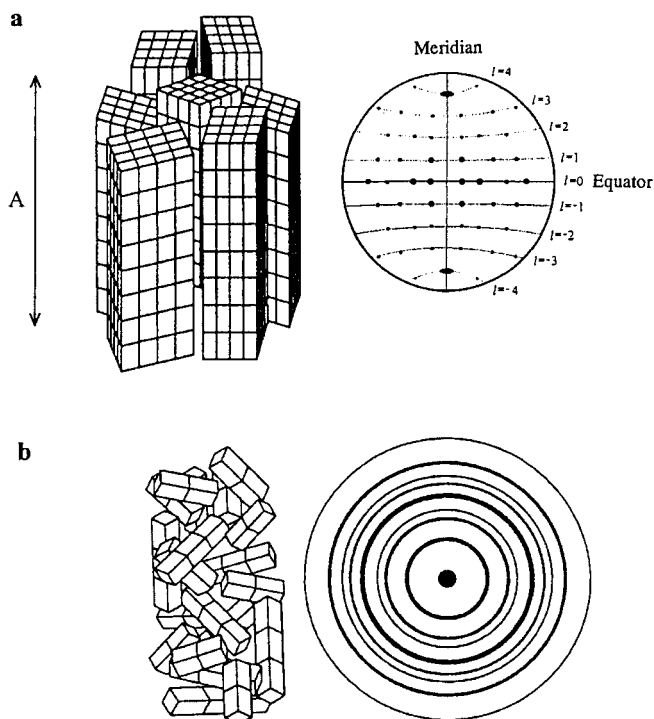 a
A
Meridian
l=4
l=3
l=2
l=1
l=0 Equator
l=-1
l=-2
l=-3
l=-4
b